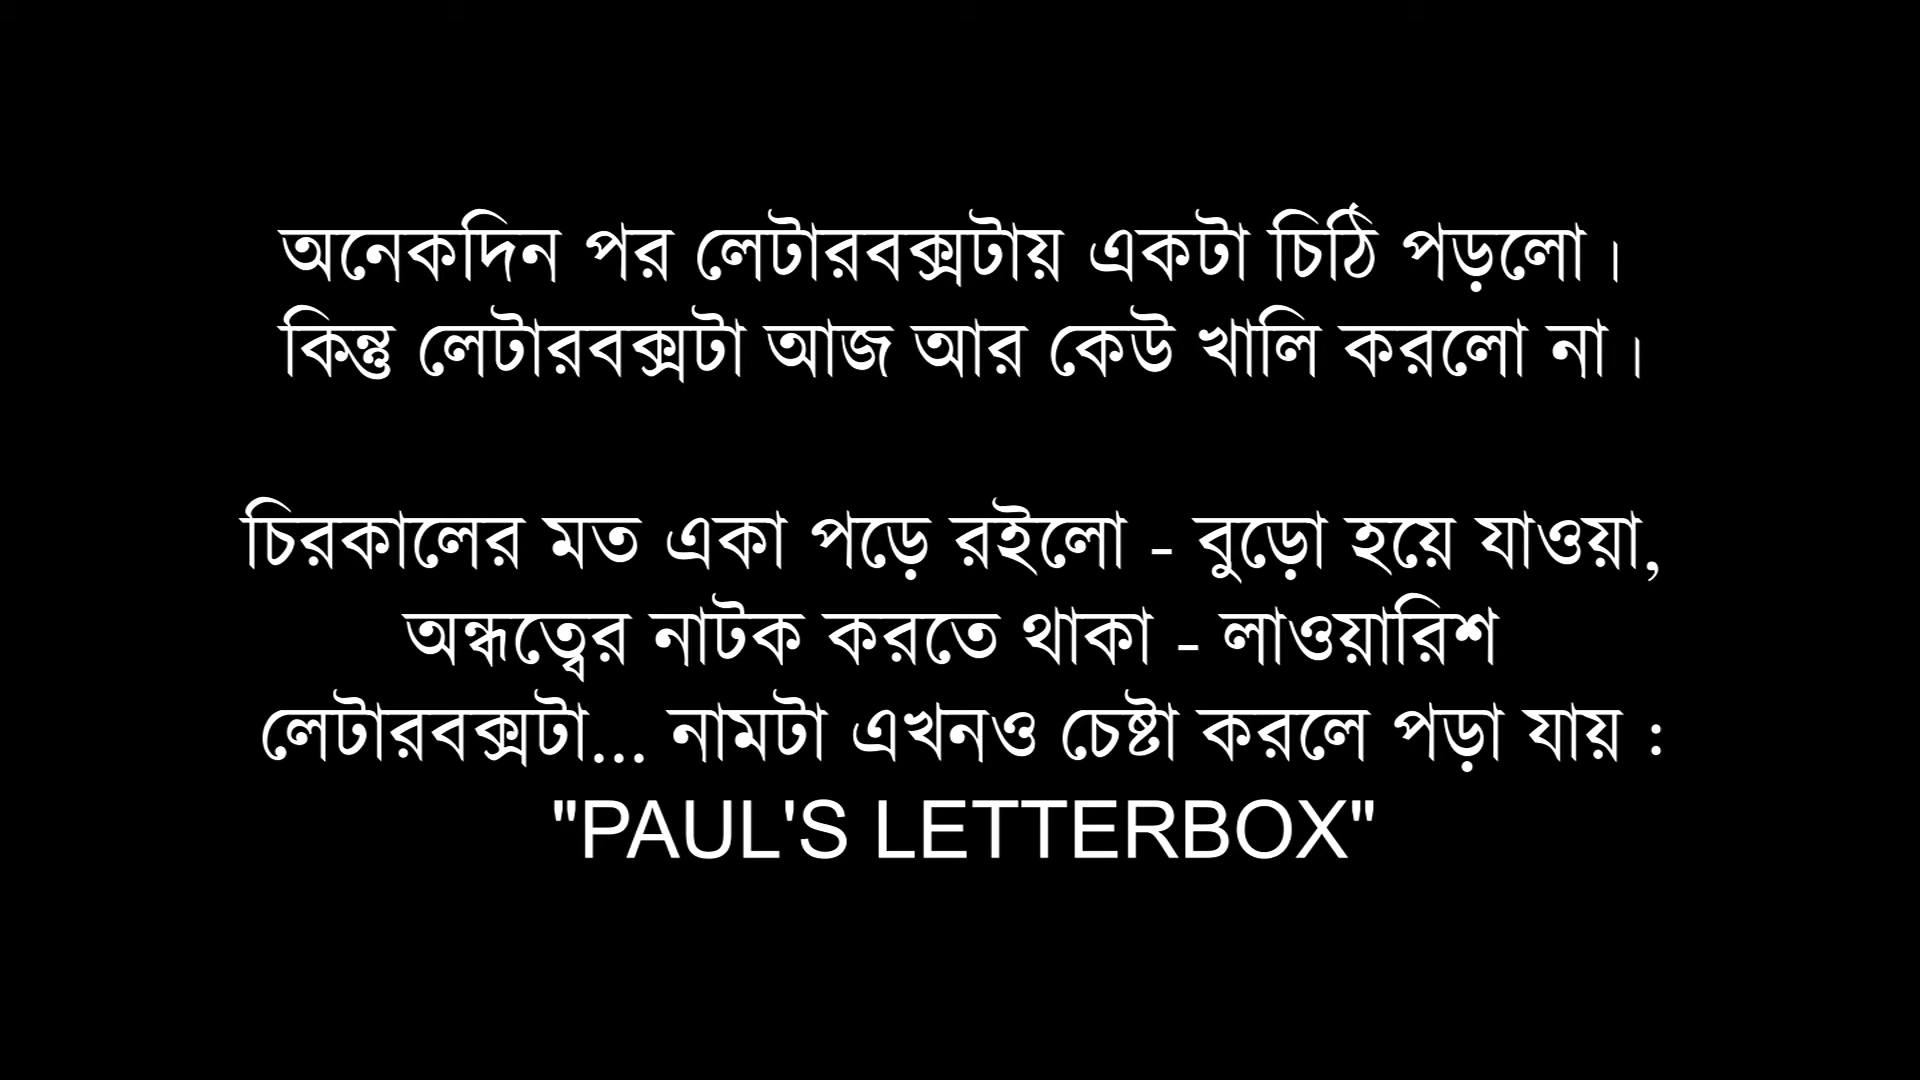 অনেকদিন পর লেটারবক্সটায় একটা চিঠি পড়লো।
কিন্তু লেটারবক্সটা আজ আর কেউ খালি করলো না।
চিরকালের মত একা পড়ে রইলো - বুড়ো হয়ে যাওয়া,
অন্ধত্বের নাটক করতে থাকা - লাওয়ারিশ
লেটারবক্সটা... নামটা এখনও চেষ্টা করলে পড়া যায় :
"PAUL'S LETTERBOX"